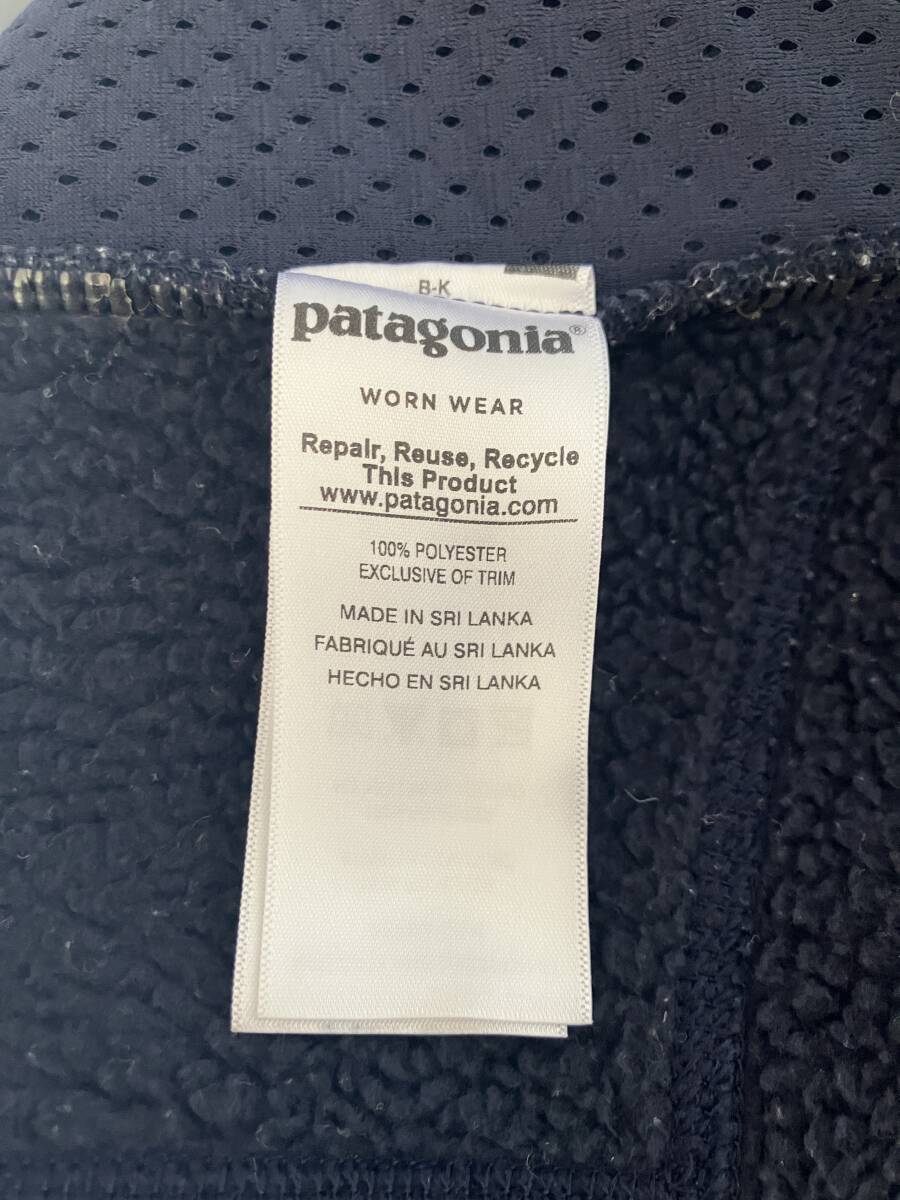 B-K
patagonia®
WORN WEAR
Repair, Reuse, Recycle
This Product
www.patagonia.com
100% POLYESTER
EXCLUSIVE OF TRIM
MADE IN SRI LANKA
FABRIQUÉ AU SRI LANKA
HECHO EN SRI LANKA